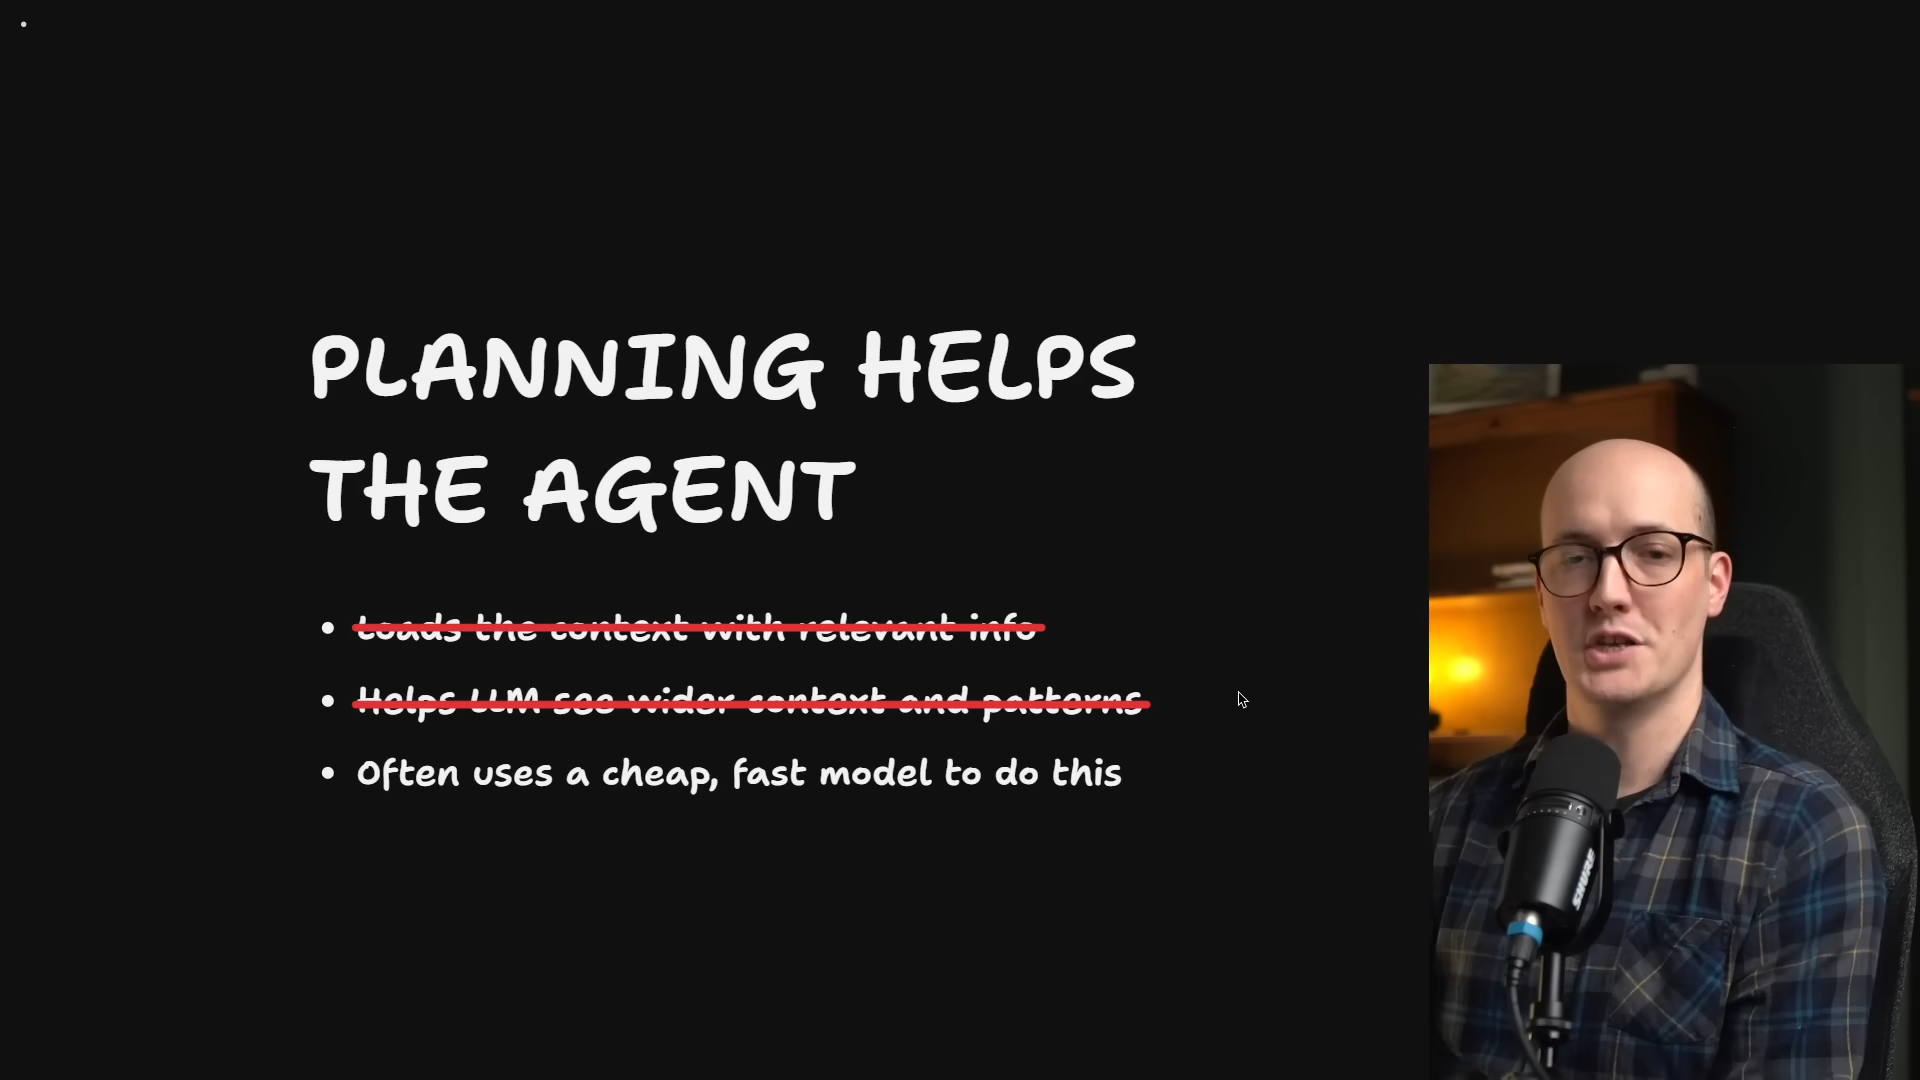 PLANNING HELPS
THE AGENT
• Loads the context with relevant info
• Helps LLM see wider context and patterns
• Often uses a cheap, fast model to do this
SHURE